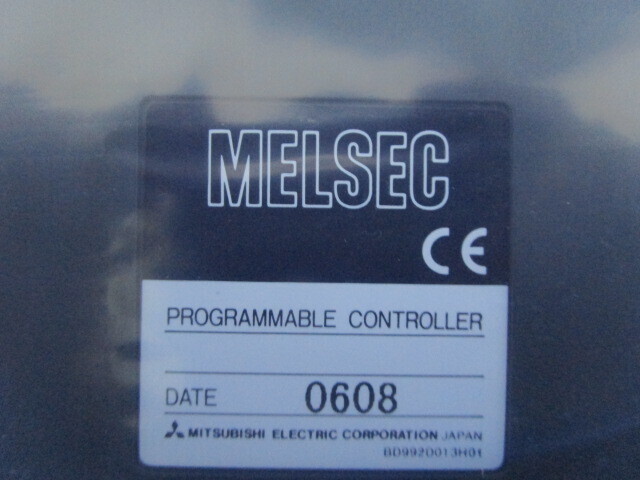 MELSEC
CE
PROGRAMMABLE CONTROLLER
DATE 0608
MITSUBISHI ELECTRIC CORPORATION JAPAN
BD992D013H01